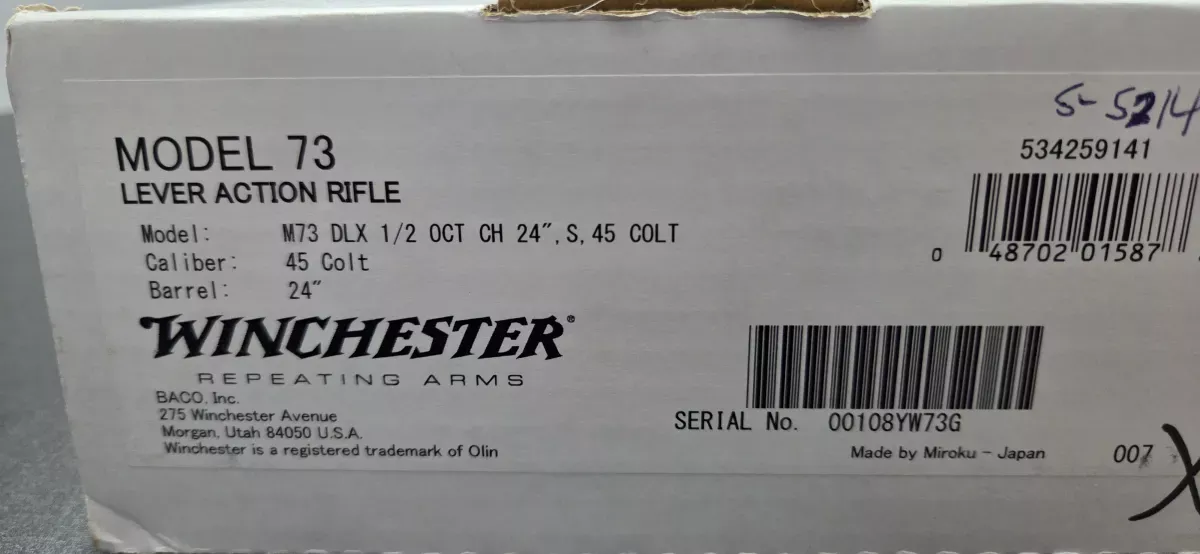 S-5214
534259141
MODEL 73
LEVER ACTION RIFLE
Model: M73 DLX 1/2 OCT CH 24", S, 45 COLT
0 48702 01587
Caliber: 45 Colt
Barrel: 24"
WINCHESTER®
REPEATING ARMS
BACO, Inc.
275 Winchester Avenue
Morgan, Utah 84050 U.S.A.
Winchester is a registered trademark of Olin
SERIAL No. 00108YW73G
Made by Miroku - Japan
007
X